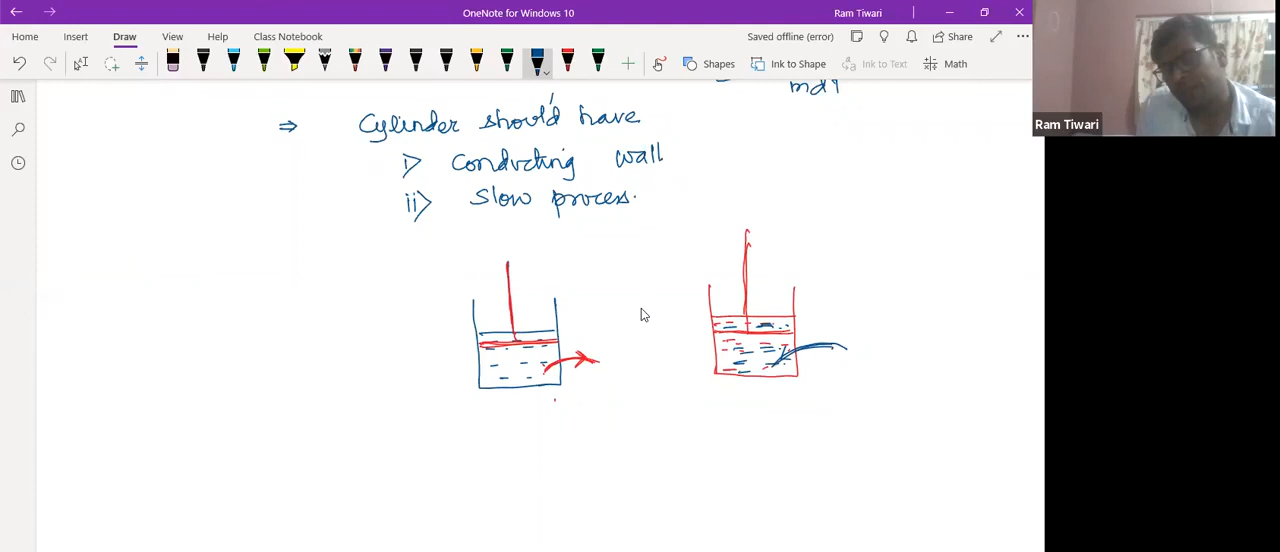 OneNote for Windows 10
Ram Tiwari
Home Insert Draw View Help Class Notebook
Saved offline (error) Share
Shapes Ink to Shape Ink to Text Math
⇒ Cylinder should have
i> Conducting wall
ii> Slow process.
Ram Tiwari